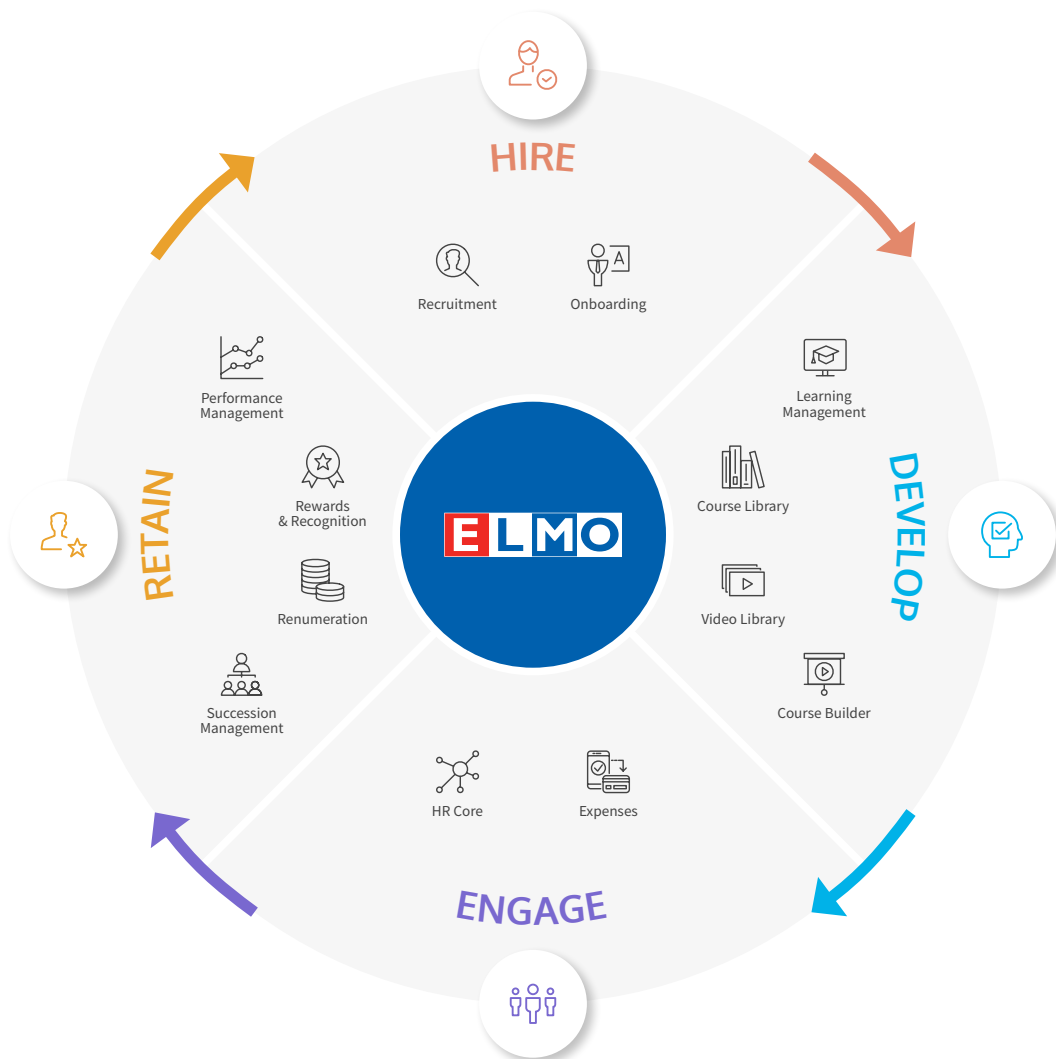 HIRE
Recruitment
Onboarding
A
Performance
Management
Learning
Management
Rewards
& Recognition
Course Library
RETAIN
ELMO
DEVELOP
Renumeration
Video Library
Succession
Management
Course Builder
HR Core
Expenses
ENGAGE